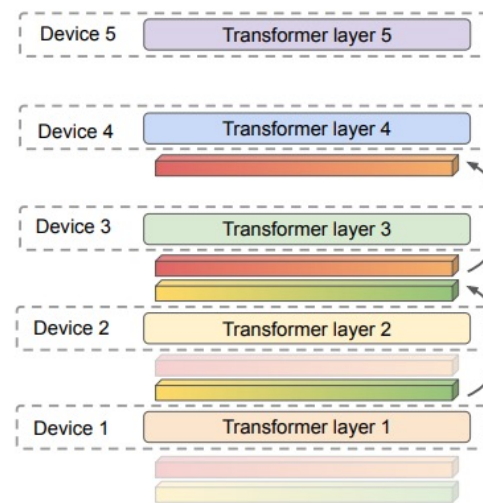 Device 5 Transformer layer 5
Device 4 Transformer layer 4
Device 3 Transformer layer 3
Device 2 Transformer layer 2
Device 1 Transformer layer 1